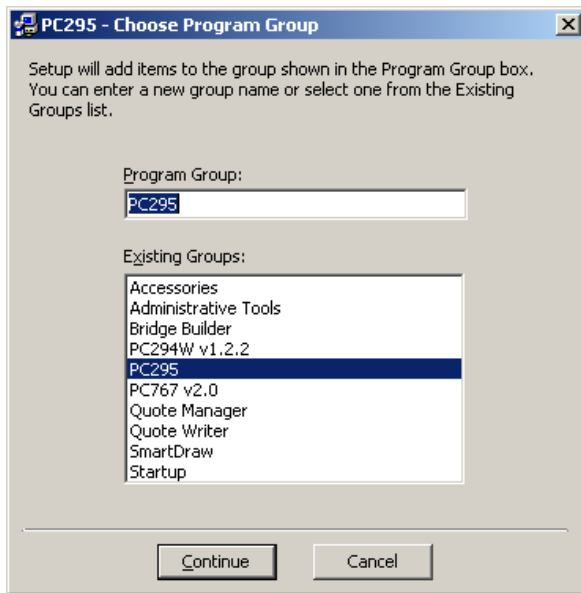 PC295 - Choose Program Group
Setup will add items to the group shown in the Program Group box.
You can enter a new group name or select one from the Existing
Groups list.
Program Group:
PC295
Existing Groups:
Accessories
Administrative Tools
Bridge Builder
PC294W v1.2.2
PC295
PC767 v2.0
Quote Manager
Quote Writer
SmartDraw
Startup
Continue
Cancel